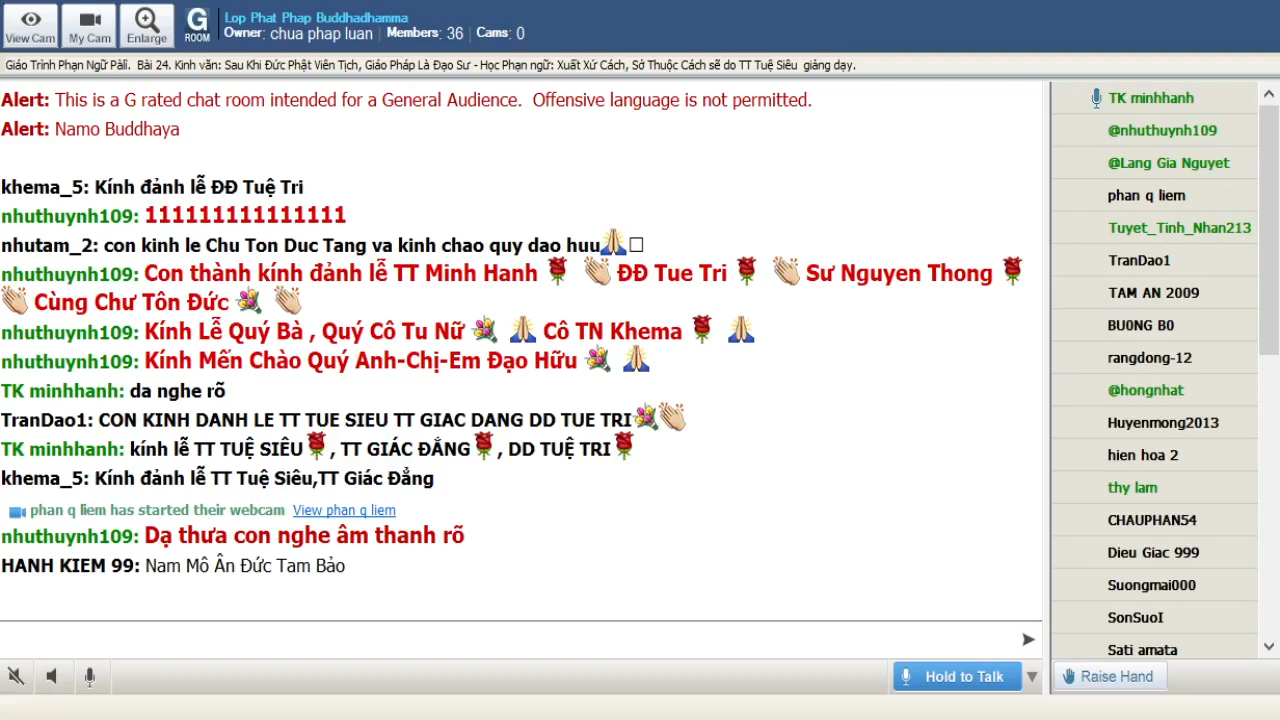 View Cam
My Cam
Enlarge
G
ROOM
Lop Phat Phap Buddhadhamma
Owner: chua phap luan | Members: 36 | Cams: 0
Giáo Trình Phạn Ngữ Pàli. Bài 24. Kinh văn: Sau Khi Đức Phật Viên Tịch, Giáo Pháp Là Đạo Sư - Học Phạn ngữ: Xuất Xứ Cách, Sở Thuộc Cách sẽ do TT Tuệ Siêu giảng dạy.
Alert: This is a G rated chat room intended for a General Audience. Offensive language is not permitted.
Alert: Namo Buddhaya
khema_5: Kính đảnh lễ ĐĐ Tuệ Tri
nhuthuynh109: 111111111111111
nhutam_2: con kinh le Chu Ton Duc Tang va kinh chao quy dao huu
nhuthuynh109: Con thành kính đảnh lễ TT Minh Hanh ĐĐ Tue Tri Sư Nguyen Thong
Cùng Chư Tôn Đức
nhuthuynh109: Kính Lễ Quý Bà , Quý Cô Tu Nữ Cô TN Khema
nhuthuynh109: Kính Mến Chào Quý Anh-Chị-Em Đạo Hữu
TK minhhanh: da nghe rõ
TranDao1: CON KINH DANH LE TT TUE SIEU TT GIAC DANG DD TUE TRI
TK minhhanh: kính lễ TT TUỆ SIÊU , TT GIÁC ĐẲNG , DD TUỆ TRI
khema_5: Kính đảnh lễ TT Tuệ Siêu,TT Giác Đẳng
phan q liem has started their webcam View phan q liem
nhuthuynh109: Dạ thưa con nghe âm thanh rõ
HANH KIEM 99: Nam Mô Ân Đức Tam Bảo
Hold to Talk
TK minhhanh
@nhuthuynh109
@Lang Gia Nguyet
phan q liem
Tuyet_Tinh_Nhan213
TranDao1
TAM AN 2009
BU0NG B0
rangdong-12
@hongnhat
Huyenmong2013
hien hoa 2
thy lam
CHAUPHAN54
Dieu Giac 999
Suongmai000
SonSuoI
Sati amata
Raise Hand